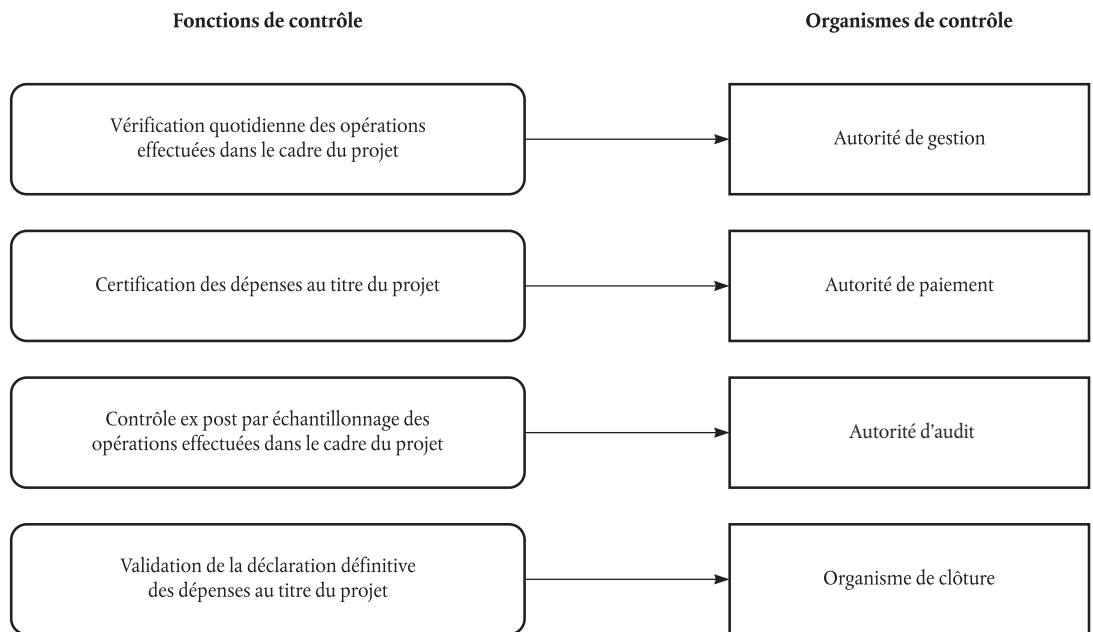 Fonctions de contrôle
Organismes de contrôle
Vérification quotidienne des opérations
effectuées dans le cadre du projet
Autorité de gestion
Certification des dépenses au titre du projet
Autorité de paiement
Contrôle ex post par échantillonnage des
opérations effectuées dans le cadre du projet
Autorité d’audit
Validation de la déclaration définitive
des dépenses au titre du projet
Organisme de clôture